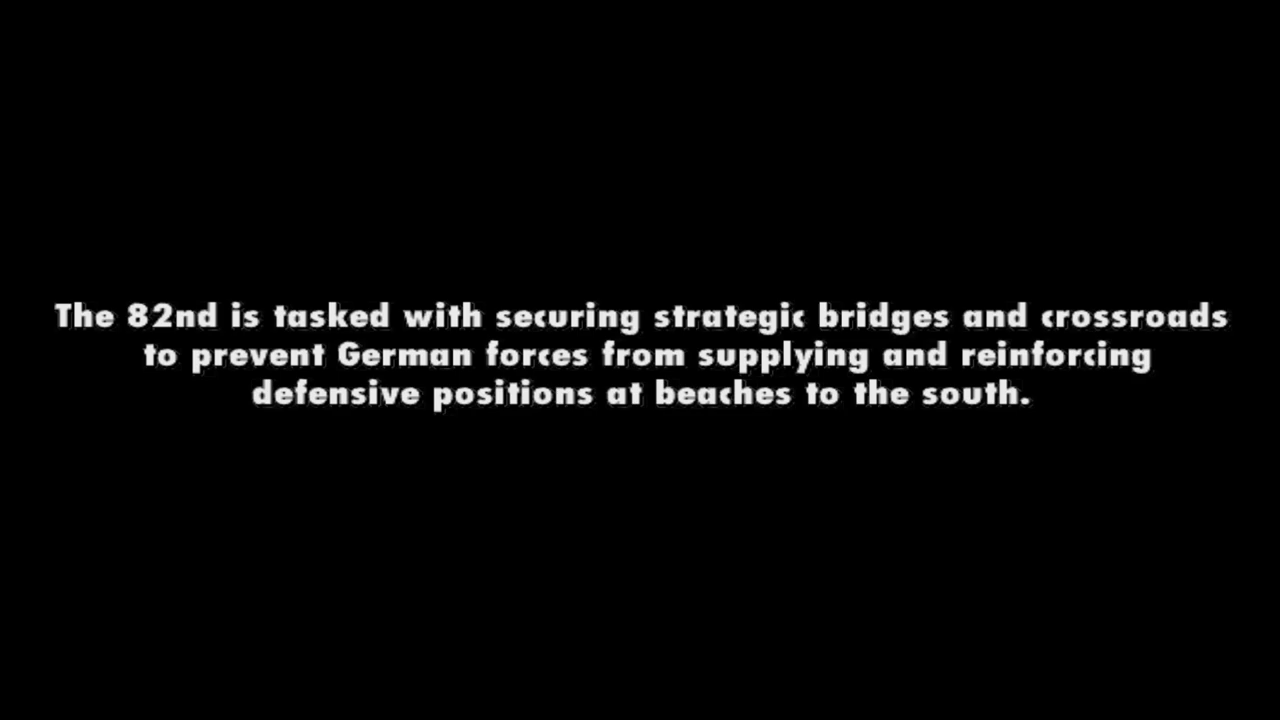 The 82nd is tasked with securing strategic bridges and crossroads
to prevent German forces from supplying and reinforcing
defensive positions at beaches to the south.